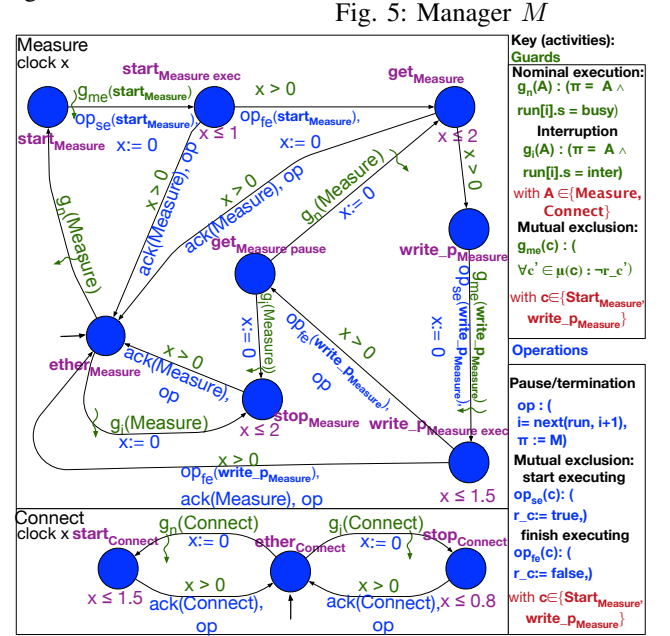 Fig. 5: Manager M
Measure
clock x
start_Measure exec
g_me(start_Measure)
op_se(start_Measure),
x:= 0
start_Measure
x ≤ 1
x > 0
op_fe(start_Measure),
x:= 0
get_Measure
x ≤ 2
x > 0
ack(Measure), op
x > 0
ack(Measure), op
g_n(Measure)
x:= 0
x > 0
g_n(Measure)
get_Measure pause
write_p_Measure
g_me(write_p_Measure)
op_se(write_p_Measure),
x:= 0
g_i(Measure))
x:= 0
x > 0
op_fe(write_p_Measure),
op
ether_Measure
x > 0
ack(Measure),
op
g_i(Measure)
x:= 0
stop_Measure
x ≤ 2
write_p_Measure exec
x ≤ 1.5
x > 0
op_fe(write_p_Measure),
ack(Measure), op
Connect
clock x
start_Connect
x ≤ 1.5
g_n(Connect)
x:= 0
ether_Connect
g_i(Connect)
x:= 0
stop_Connect
x ≤ 0.8
x > 0
ack(Connect),
op
x > 0
ack(Connect),
op
Key (activities):
Guards
Nominal execution:
g_n(A) : (π = A ∧
run[i].s = busy)
Interruption
g_i(A) : (π = A ∧
run[i].s = inter)
with A ∈{Measure,
Connect}
Mutual exclusion:
g_me(c) : (
∀c' ∈ μ(c) : ¬r_c')
with c∈{Start_Measure,
write_p_Measure}
Operations
Pause/termination
op : (
i= next(run, i+1),
π := M)
Mutual exclusion:
start executing
op_se(c): (
r_c:= true,)
finish executing
op_fe(c): (
r_c:= false,)
with c∈{Start_Measure,
write_p_Measure}